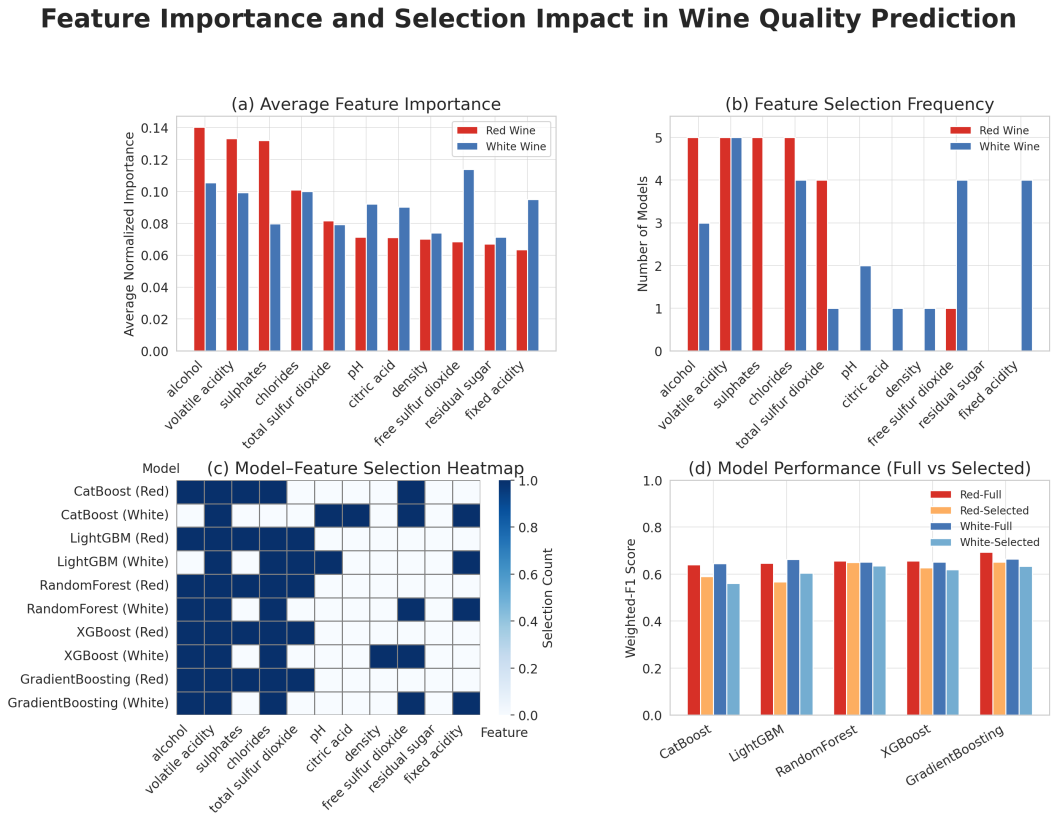 Feature Importance and Selection Impact in Wine Quality Prediction
(a) Average Feature Importance
Average Normalized Importance
0.14
0.12
0.10
0.08
0.06
0.04
0.02
0.00
Red Wine
White Wine
alcohol
volatile acidity
sulphates
chlorides
total sulfur dioxide
pH
citric acid
density
free sulfur dioxide
residual sugar
fixed acidity
(b) Feature Selection Frequency
Number of Models
5
4
3
2
1
0
Red Wine
White Wine
alcohol
volatile acidity
sulphates
chlorides
total sulfur dioxide
pH
citric acid
density
free sulfur dioxide
residual sugar
fixed acidity
Model
(c) Model–Feature Selection Heatmap
CatBoost (Red)
CatBoost (White)
LightGBM (Red)
LightGBM (White)
RandomForest (Red)
RandomForest (White)
XGBoost (Red)
XGBoost (White)
GradientBoosting (Red)
GradientBoosting (White)
alcohol
volatile acidity
sulphates
chlorides
total sulfur dioxide
pH
citric acid
density
free sulfur dioxide
residual sugar
fixed acidity
Feature
1.0
0.8
0.6
0.4
0.2
0.0
Selection Count
(d) Model Performance (Full vs Selected)
Weighted-F1 Score
1.0
0.8
0.6
0.4
0.2
0.0
Red-Full
Red-Selected
White-Full
White-Selected
CatBoost
LightGBM
RandomForest
XGBoost
GradientBoosting